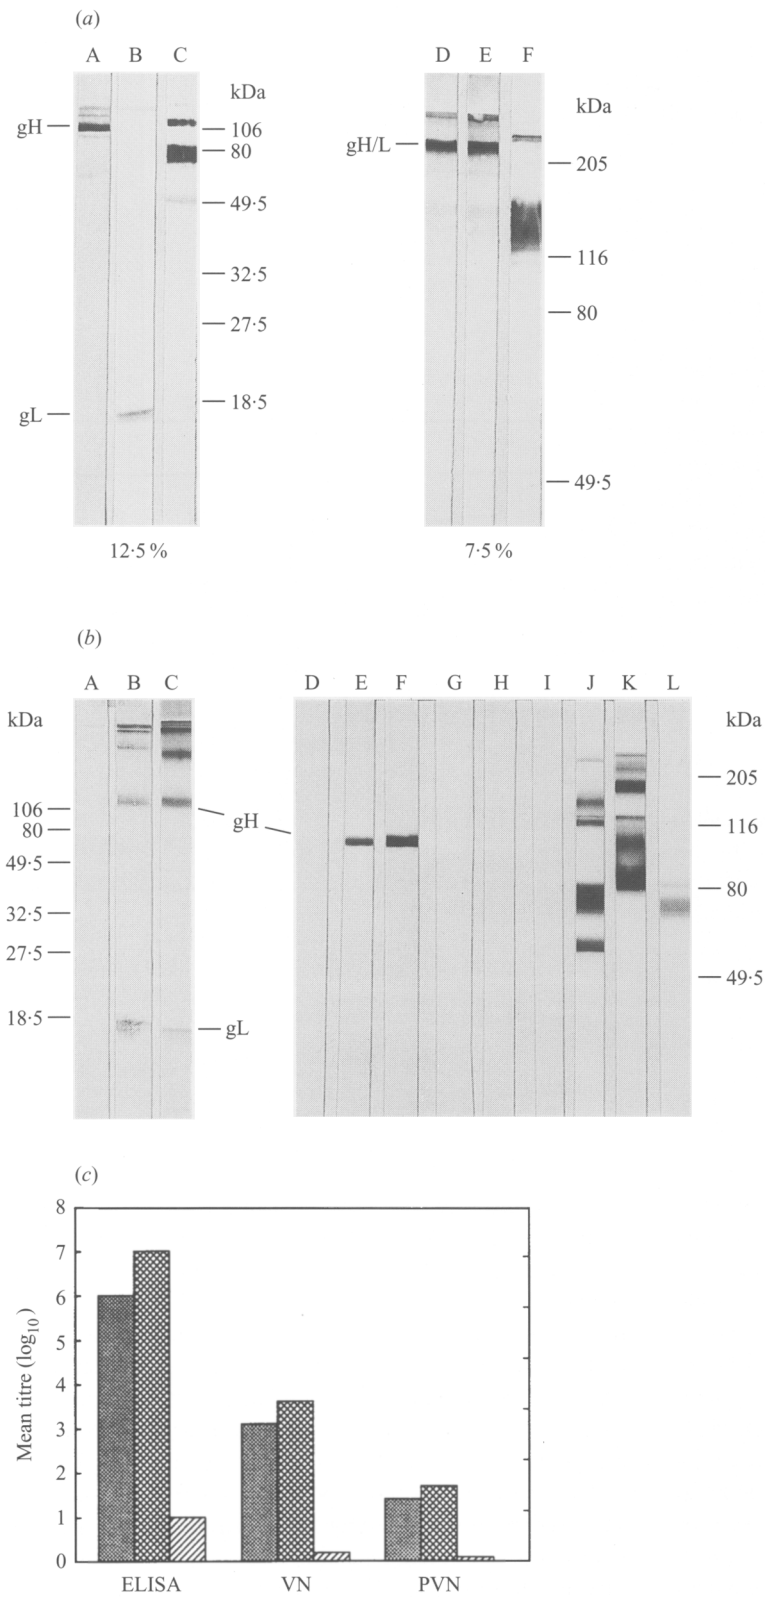 (a)
A B C
kDa
gH
106
80
49·5
32·5
27·5
18·5
gL
12·5 %
D E F
kDa
gH/L
205
116
80
49·5
7·5 %
(b)
A B C
kDa
106
80
49·5
32·5
27·5
18·5
gH
gL
D E F G H I J K L
kDa
205
116
80
49·5
(c)
Mean titre (log10)
8
7
6
5
4
3
2
1
0
ELISA VN PVN